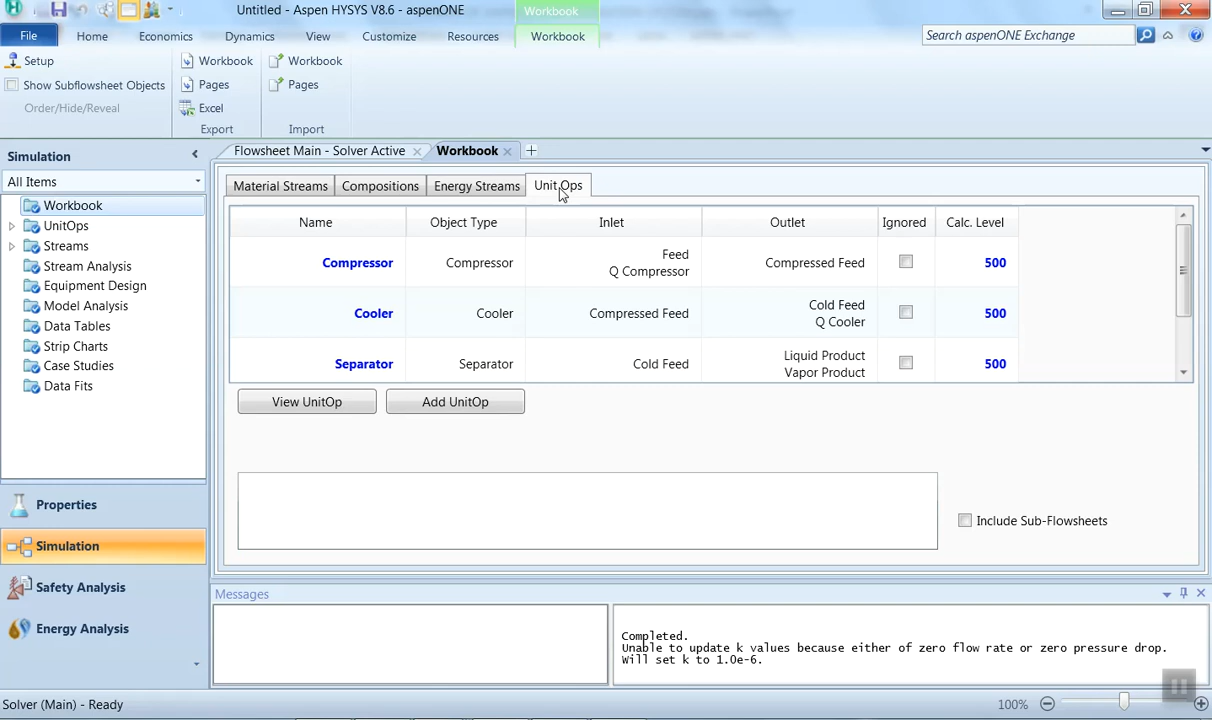 Untitled - Aspen HYSYS V8.6 - aspenONE
Workbook
File
Home
Economics
Dynamics
View
Customize
Resources
Workbook
Search aspenONE Exchange
Setup
Show Subflowsheet Objects
Order/Hide/Reveal
Workbook
Pages
Excel
Export
Workbook
Pages
Import
Simulation
All Items
Workbook
UnitOps
Streams
Stream Analysis
Equipment Design
Model Analysis
Data Tables
Strip Charts
Case Studies
Data Fits
Properties
Simulation
Safety Analysis
Energy Analysis
Flowsheet Main - Solver Active
Workbook
Material Streams
Compositions
Energy Streams
Unit Ops
Name
Object Type
Inlet
Outlet
Ignored
Calc. Level
Compressor
Compressor
Feed
Q Compressor
Compressed Feed
500
Cooler
Cooler
Compressed Feed
Cold Feed
Q Cooler
500
Separator
Separator
Cold Feed
Liquid Product
Vapor Product
500
View UnitOp
Add UnitOp
Include Sub-Flowsheets
Messages
Completed.
Unable to update k values because either of zero flow rate or zero pressure drop.
Will set k to 1.0e-6.
Solver (Main) - Ready
100%